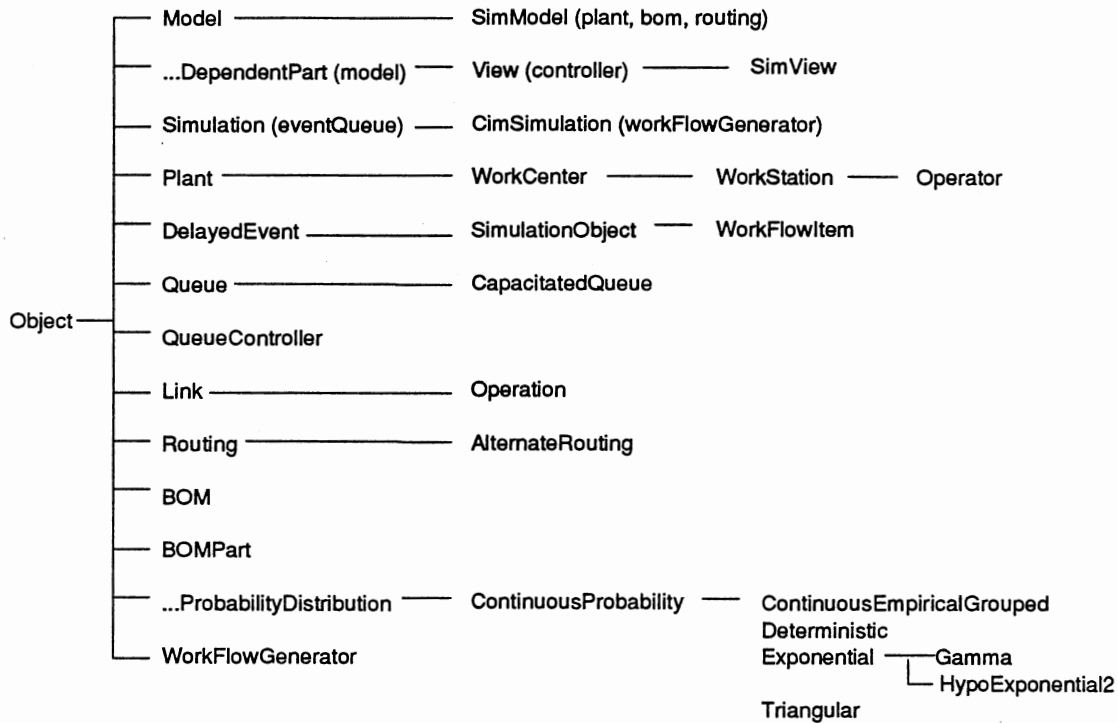 Model SimModel (plant, bom, routing)
...DependentPart (model) View (controller) SimView
Simulation (eventQueue) CimSimulation (workFlowGenerator)
Plant WorkCenter WorkStation Operator
DelayedEvent SimulationObject WorkFlowItem
Queue CapacitatedQueue
Object
QueueController
Link Operation
Routing AlternateRouting
BOM
BOMPart
...ProbabilityDistribution ContinuousProbability ContinuousEmpiricalGrouped
Deterministic
WorkFlowGenerator Exponential Gamma
HypoExponential2
Triangular